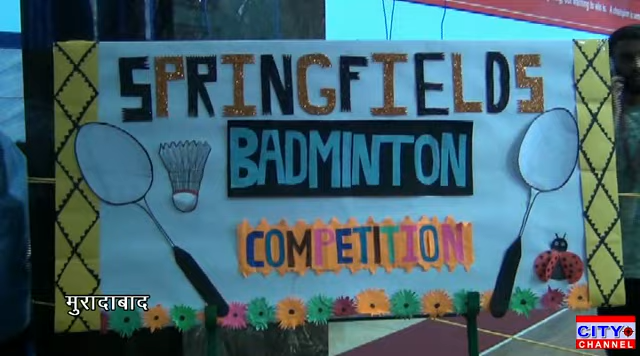 SPRINGFIELDS
BADMINTON
COMPETITION
मुरादाबाद
CITY
CHANNEL